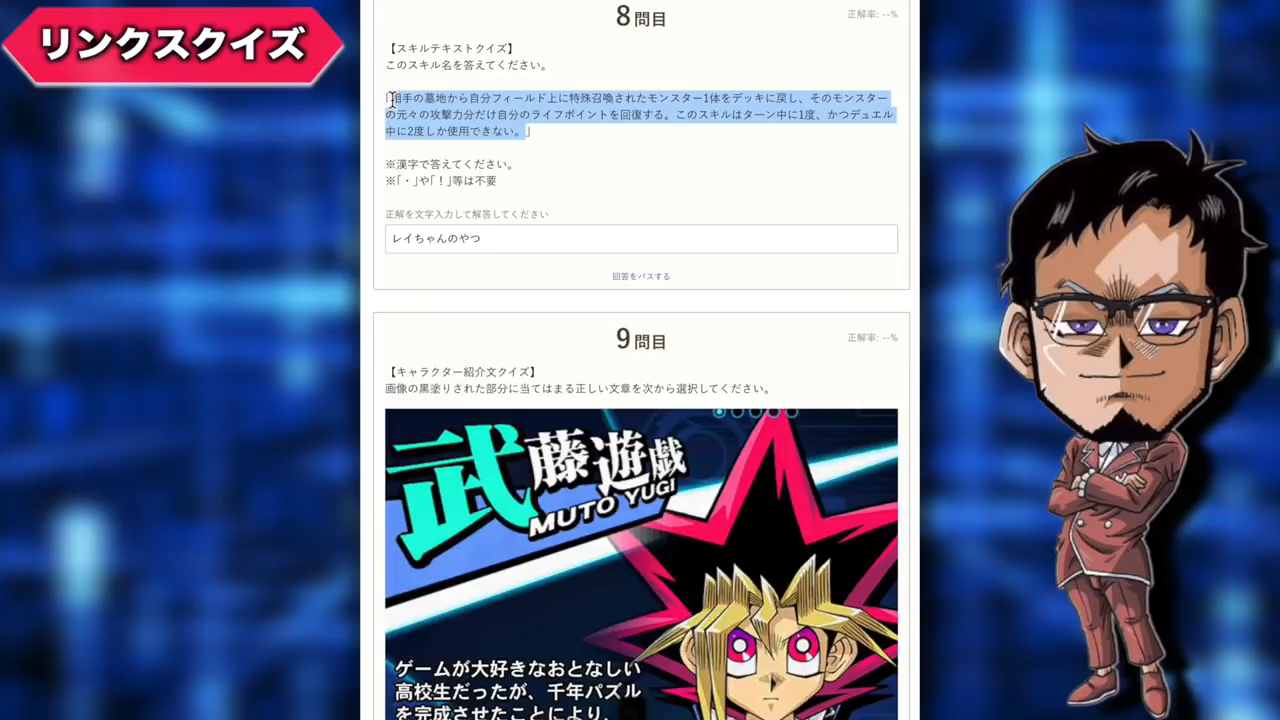 リンクスクイズ
8問目
正解率: --%
【スキルテキストクイズ】
このスキル名を答えてください。
「相手の墓地から自分フィールド上に特殊召喚されたモンスター1体をデッキに戻し、そのモンスター
の元々の攻撃力分だけ自分のライフポイントを回復する。このスキルはターン中に1度、かつデュエル
中に2度しか使用できない。」
※漢字で答えてください。
※「・」や「！」等は不要
正解を文字入力して解答してください
レイちゃんのやつ
回答をパスする
9問目
正解率: --%
【キャラクター紹介文クイズ】
画像の黒塗りされた部分に当てはまる正しい文章を次から選択してください。
武藤遊戯
MUTO YUGI
ゲームが大好きなおとなしい
高校生だったが、千年パズル
を完成させたことにより、